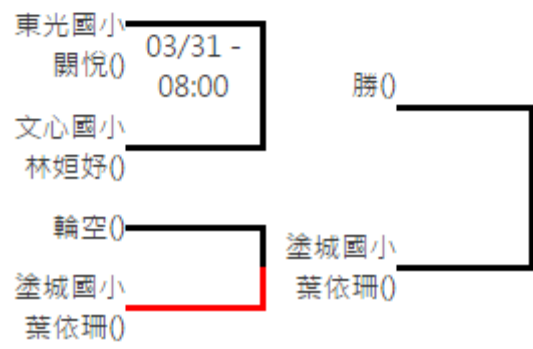 東光國小
闕悅()
03/31 -
08:00
文心國小
林姮妤()
輪空()
塗城國小
葉依珊()
勝()
塗城國小
葉依珊()